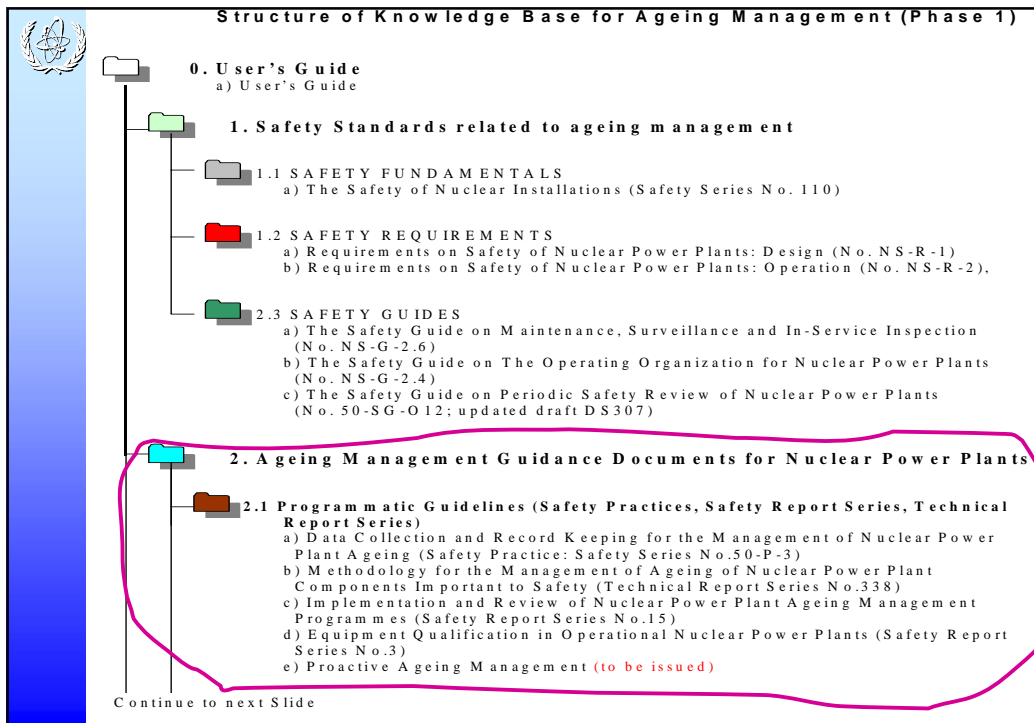 Structure of Knowledge Base for Ageing Management (Phase 1)
0. User's Guide
a) User's Guide
1. Safety Standards related to ageing management
1.1 SAFETY FUNDAMENTALS
a) The Safety of Nuclear Installations (Safety Series No. 110)
1.2 SAFETY REQUIREMENTS
a) Requirements on Safety of Nuclear Power Plants: Design (No. NS-R-1)
b) Requirements on Safety of Nuclear Power Plants: Operation (No. NS-R-2),
2.3 SAFETY GUIDES
a) The Safety Guide on Maintenance, Surveillance and In-Service Inspection
(No. NS-G-2.6)
b) The Safety Guide on The Operating Organization for Nuclear Power Plants
(No. NS-G-2.4)
c) The Safety Guide on Periodic Safety Review of Nuclear Power Plants
(No. 50-SG-O12; updated draft DS307)
2. Ageing Management Guidance Documents for Nuclear Power Plants
2.1 Programmatic Guidelines (Safety Practices, Safety Report Series, Technical
Report Series)
a) Data Collection and Record Keeping for the Management of Nuclear Power
Plant Ageing (Safety Practice: Safety Series No.50-P-3)
b) Methodology for the Management of Ageing of Nuclear Power Plant
Components Important to Safety (Technical Report Series No.338)
c) Implementation and Review of Nuclear Power Plant Ageing Management
Programmes (Safety Report Series No.15)
d) Equipment Qualification in Operational Nuclear Power Plants (Safety Report
Series No.3)
e) Proactive Ageing Management (to be issued)
Continue to next Slide